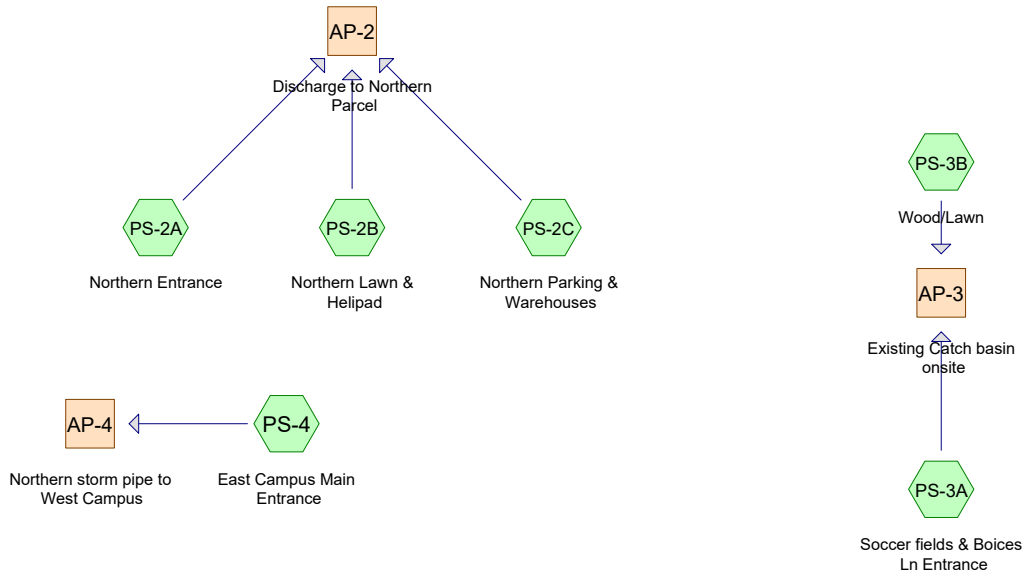 AP-2
Discharge to Northern
Parcel
PS-2A
Northern Entrance
PS-2B
Northern Lawn &
Helipad
PS-2C
Northern Parking &
Warehouses
PS-3B
Wood/Lawn
AP-3
Existing Catch basin
onsite
AP-4
Northern storm pipe to
West Campus
PS-4
East Campus Main
Entrance
PS-3A
Soccer fields & Boices
Ln Entrance